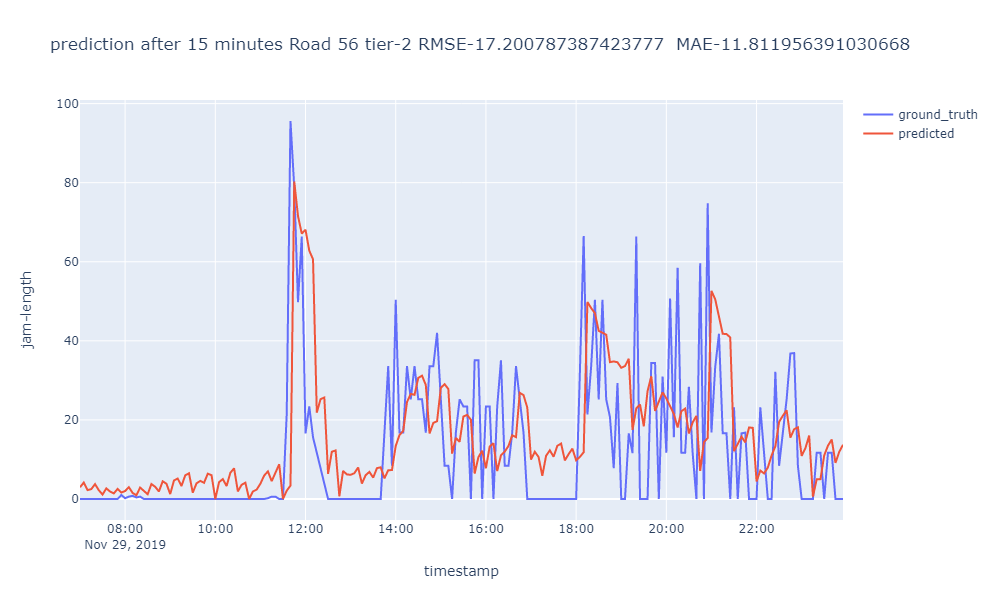 prediction after 15 minutes Road 56 tier-2 RMSE-17.200787387423777  MAE-11.811956391030668
ground_truth
predicted
jam-length
100
80
60
40
20
0
08:00 10:00 12:00 14:00 16:00 18:00 20:00 22:00
Nov 29, 2019
timestamp